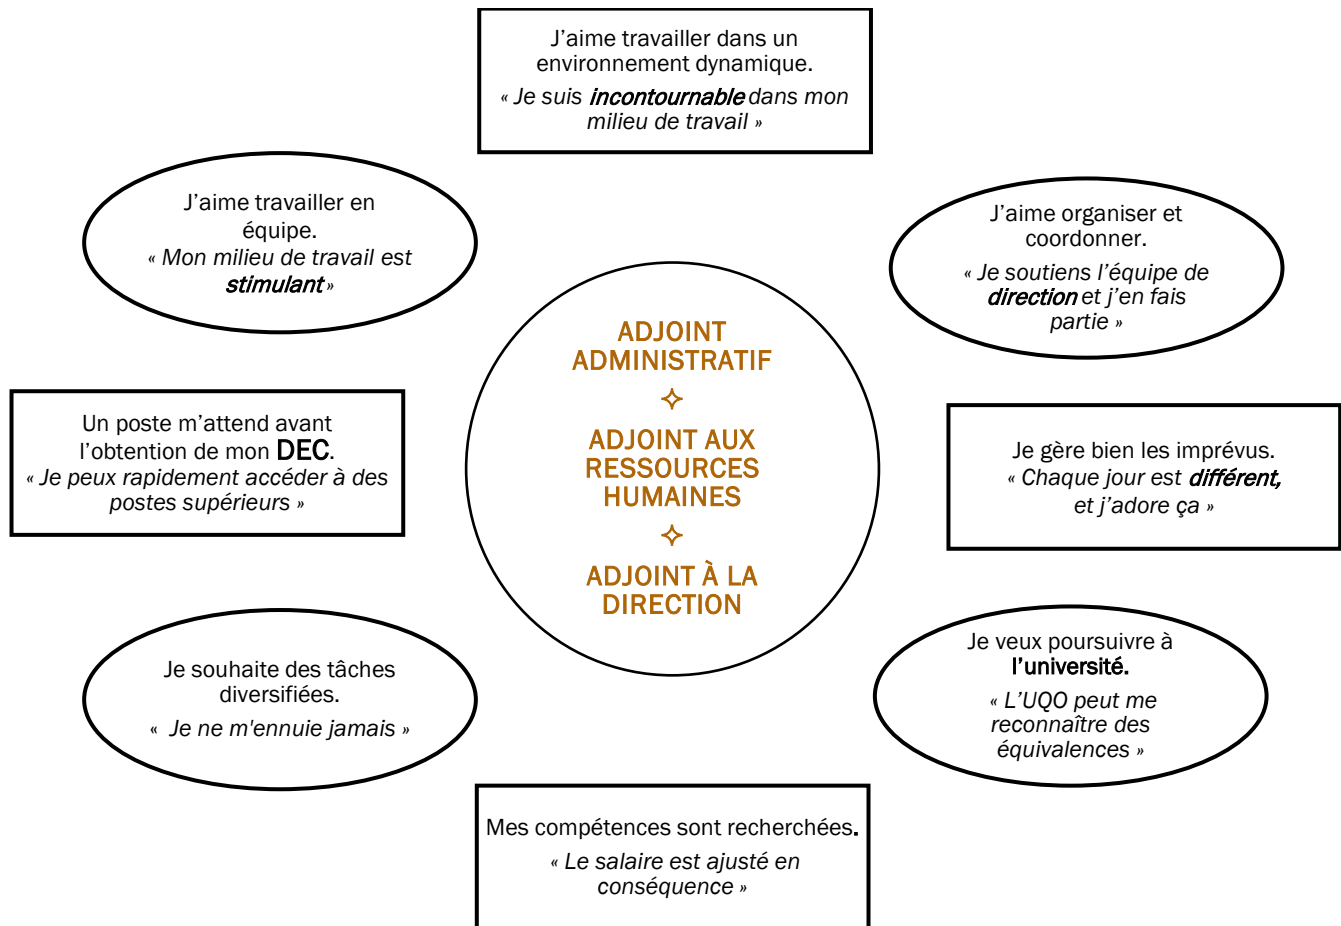 J'aime travailler dans un
environnement dynamique.
« Je suis incontournable dans mon
milieu de travail »
J'aime travailler en
équipe.
« Mon milieu de travail est
stimulant »
J'aime organiser et
coordonner.
« Je soutiens l'équipe de
direction et j'en fais
partie »
ADJOINT
ADMINISTRATIF
ADJOINT AUX
RESSOURCES
HUMAINES
ADJOINT À LA
DIRECTION
Un poste m'attend avant
l'obtention de mon DEC.
« Je peux rapidement accéder à des
postes supérieurs »
Je gère bien les imprévus.
« Chaque jour est différent,
et j'adore ça »
Je souhaite des tâches
diversifiées.
« Je ne m'ennuie jamais »
Je veux poursuivre à
l'université.
« L'UQO peut me
reconnaître des
équivalences »
Mes compétences sont recherchées.
« Le salaire est ajusté en
conséquence »